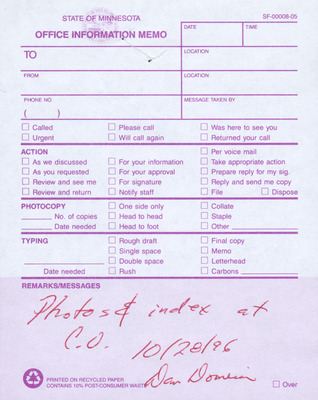 STATE OF MINNESOTA
SF-00008-05
OFFICE INFORMATION MEMO
DATE TIME
TO LOCATION
FROM LOCATION
PHONE NO MESSAGE TAKEN BY
( )
☐ Called ☐ Please call ☐ Was here to see you
☐ Urgent ☐ Will call again ☐ Returned your call
ACTION ☐ Per voice mail
☐ As we discussed ☐ For your information ☐ Take appropriate action
☐ As you requested ☐ For your approval ☐ Prepare reply for my sig.
☐ Review and see me ☐ For signature ☐ Reply and send me copy
☐ Review and return ☐ Notify staff ☐ File ☐ Dispose
PHOTOCOPY ☐ One side only ☐ Collate
No. of copies ☐ Head to head ☐ Staple
Date needed ☐ Head to foot ☐ Other
TYPING ☐ Rough draft ☐ Final copy
☐ Single space ☐ Memo
☐ Double space ☐ Letterhead
Date needed ☐ Rush ☐ Carbons
REMARKS/MESSAGES
Photos & index at
C.O. 10/28/96
Dan
PRINTED ON RECYCLED PAPER
CONTAINS 10% POST-CONSUMER WASTE
☐ Over